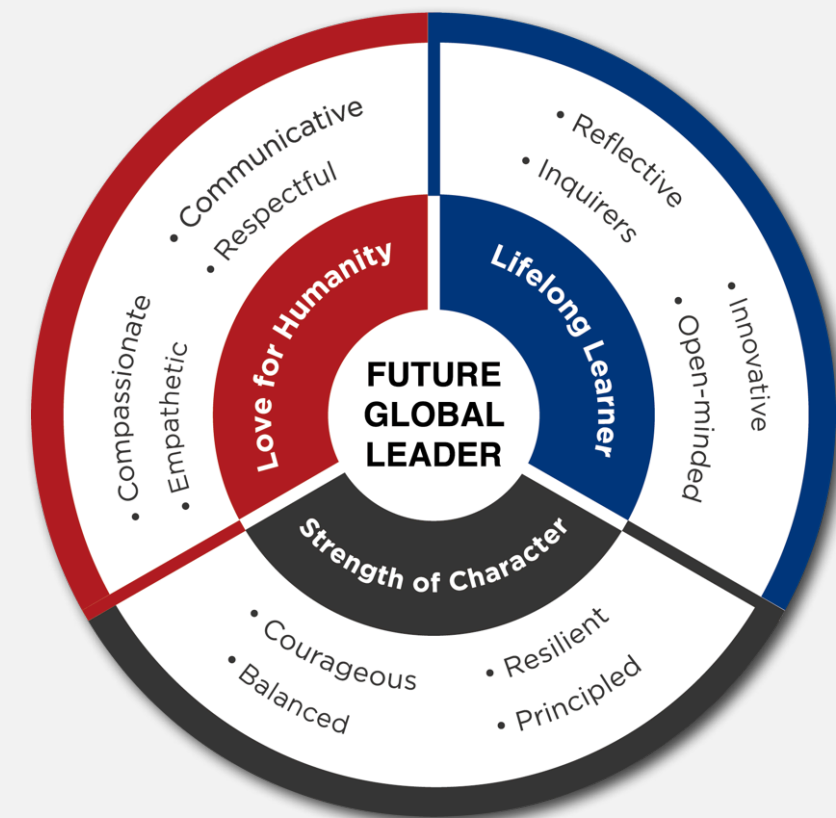 FUTURE
GLOBAL
LEADER
Love for Humanity
• Communicative
• Respectful
• Compassionate
• Empathetic
Lifelong Learner
• Reflective
• Inquirers
• Innovative
• Open-minded
Strength of Character
• Courageous
• Balanced
• Resilient
• Principled